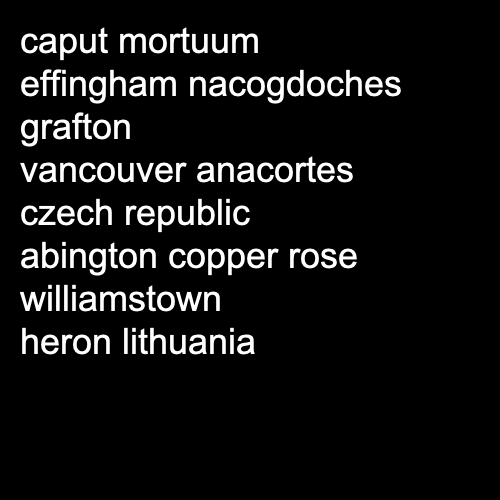 caput mortuum
effingham nacogdoches
grafton
vancouver anacortes
czech republic
abington copper rose
williamstown
heron lithuania